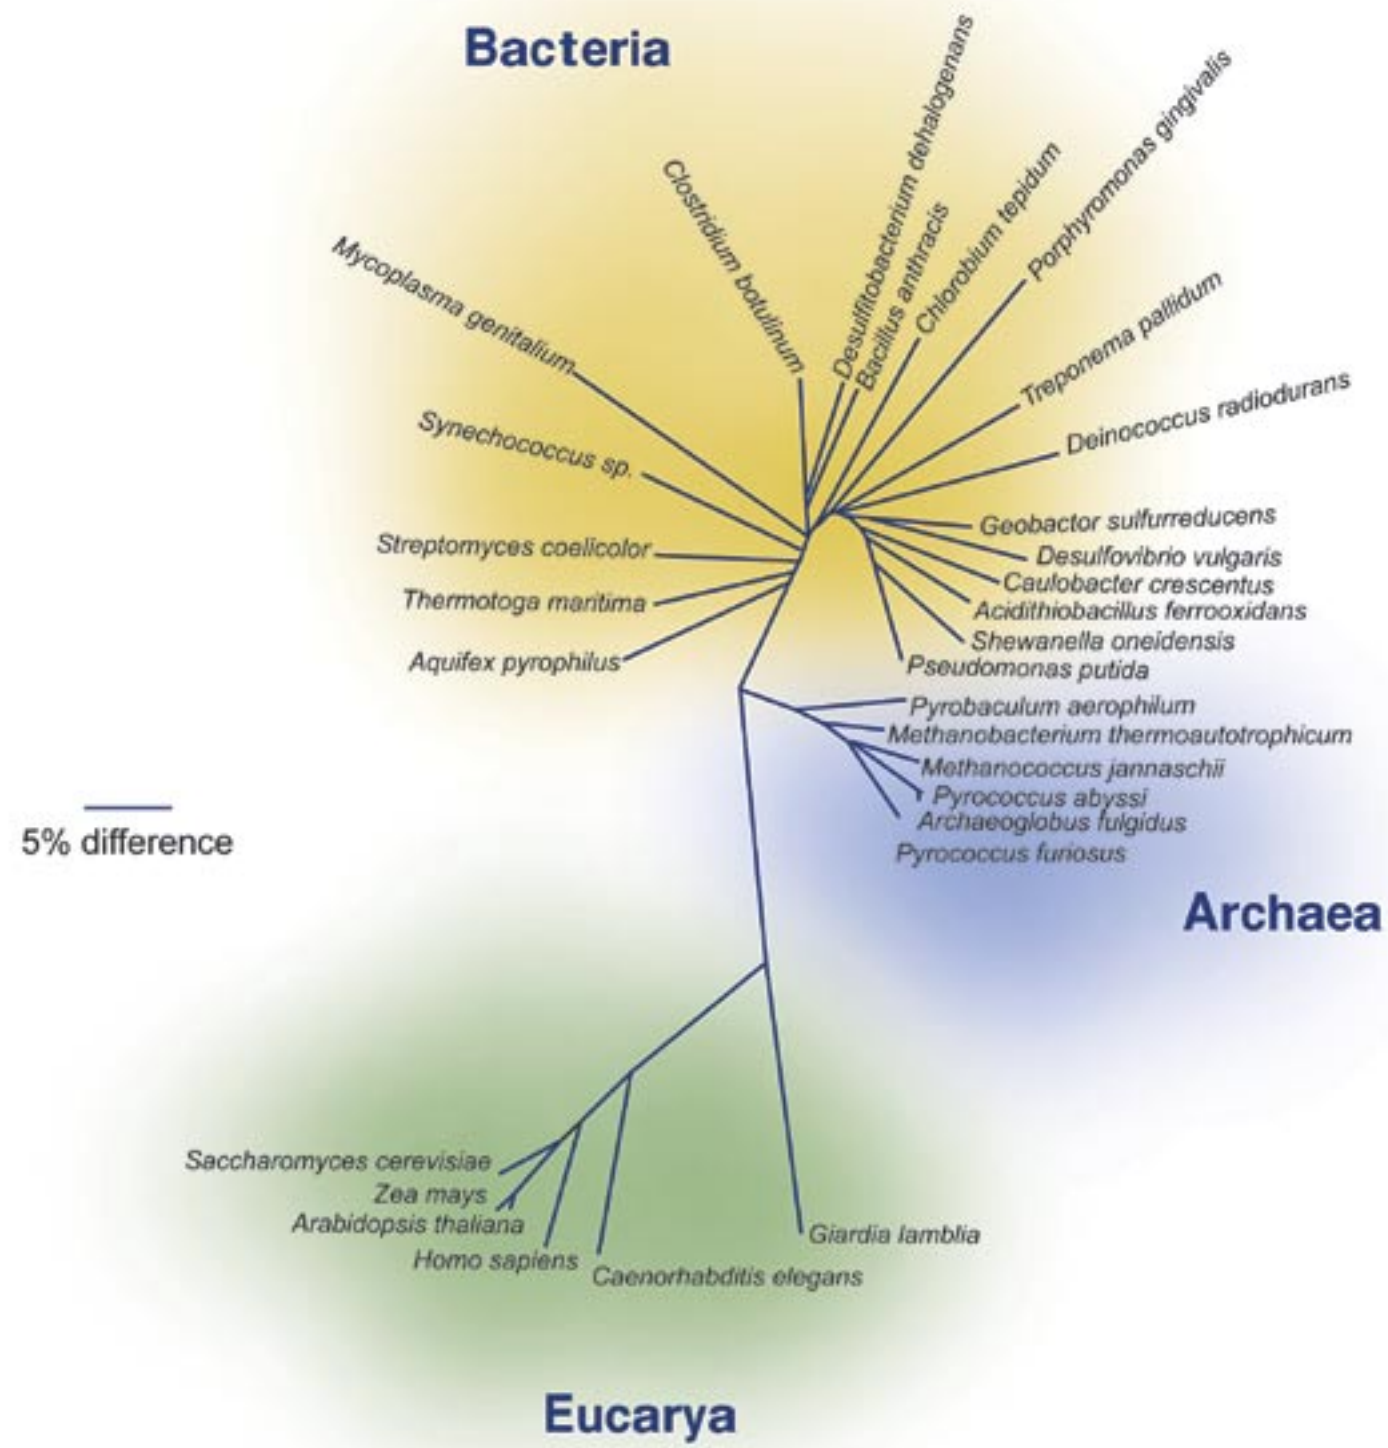 Bacteria
Desulfitobacterium dehalogenans
Porphyromonas gingivalis
Clostridium botulinum
Chlorobium tepidum
Bacillus anthracis
Mycoplasma genitalium
Treponema pallidum
Deinococcus radiodurans
Synechococcus sp.
Geobactor sulfurreducens
Streptomyces coelicolor
Desulfovibrio vulgaris
Caulobacter crescentus
Thermotoga maritima
Acidithiobacillus ferrooxidans
Shewanella oneidensis
Aquifex pyrophilus
Pseudomonas putida
Pyrobaculum aerophilum
Methanobacterium thermoautotrophicum
Methanococcus jannaschii
Pyrococcus abyssi
Archaeoglobus fulgidus
5% difference
Pyrococcus furiosus
Archaea
Saccharomyces cerevisiae
Zea mays
Arabidopsis thaliana
Giardia lamblia
Homo sapiens
Caenorhabditis elegans
Eucarya